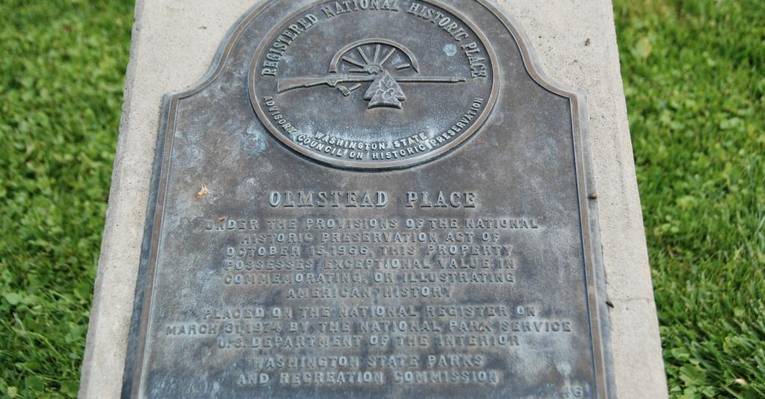 REGISTERED NATIONAL HISTORIC PLACE
WASHINGTON STATE
ADVISORY COUNCIL ON HISTORIC PRESERVATION
OLMSTEAD PLACE
UNDER THE PROVISIONS OF THE NATIONAL
HISTORIC PRESERVATION ACT OF
OCTOBER 15, 1966 THIS PROPERTY
POSSESSES EXCEPTIONAL VALUE IN
COMMEMORATING OR ILLUSTRATING
AMERICAN HISTORY
PLACED ON THE NATIONAL REGISTER ON
MARCH 31, 1974 BY THE NATIONAL PARK SERVICE
U.S. DEPARTMENT OF THE INTERIOR
WASHINGTON STATE PARKS
AND RECREATION COMMISSION